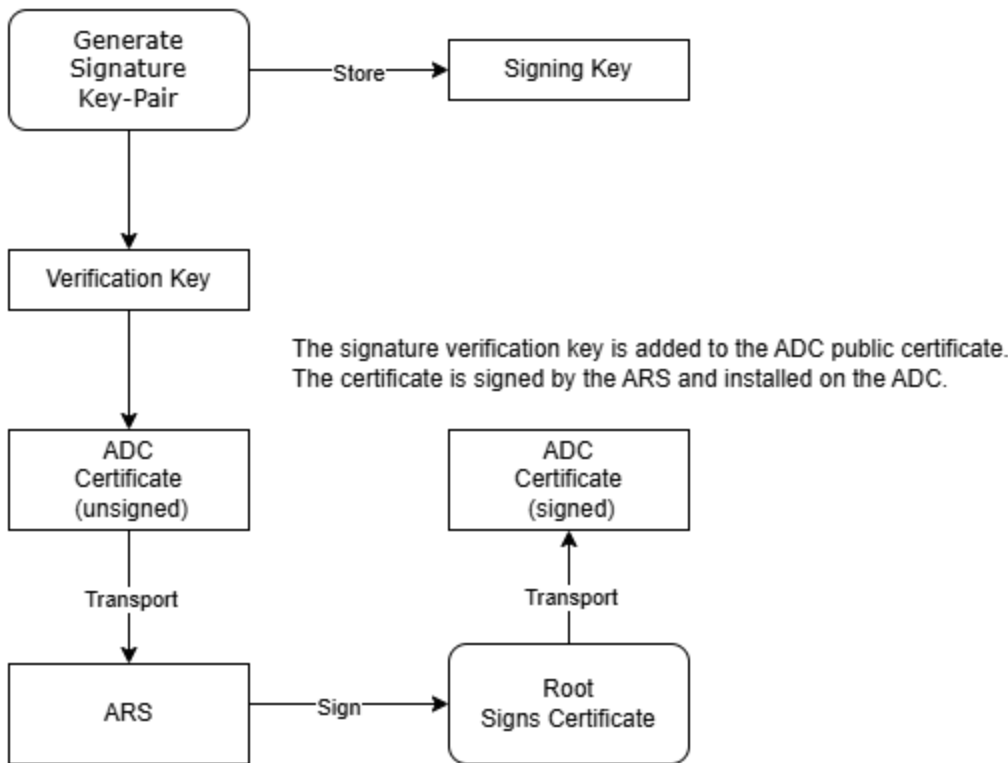 Generate
Signature
Key-Pair
Store
Signing Key
Verification Key
The signature verification key is added to the ADC public certificate.
The certificate is signed by the ARS and installed on the ADC.
ADC
Certificate
(unsigned)
ADC
Certificate
(signed)
Transport
Transport
ARS
Sign
Root
Signs Certificate